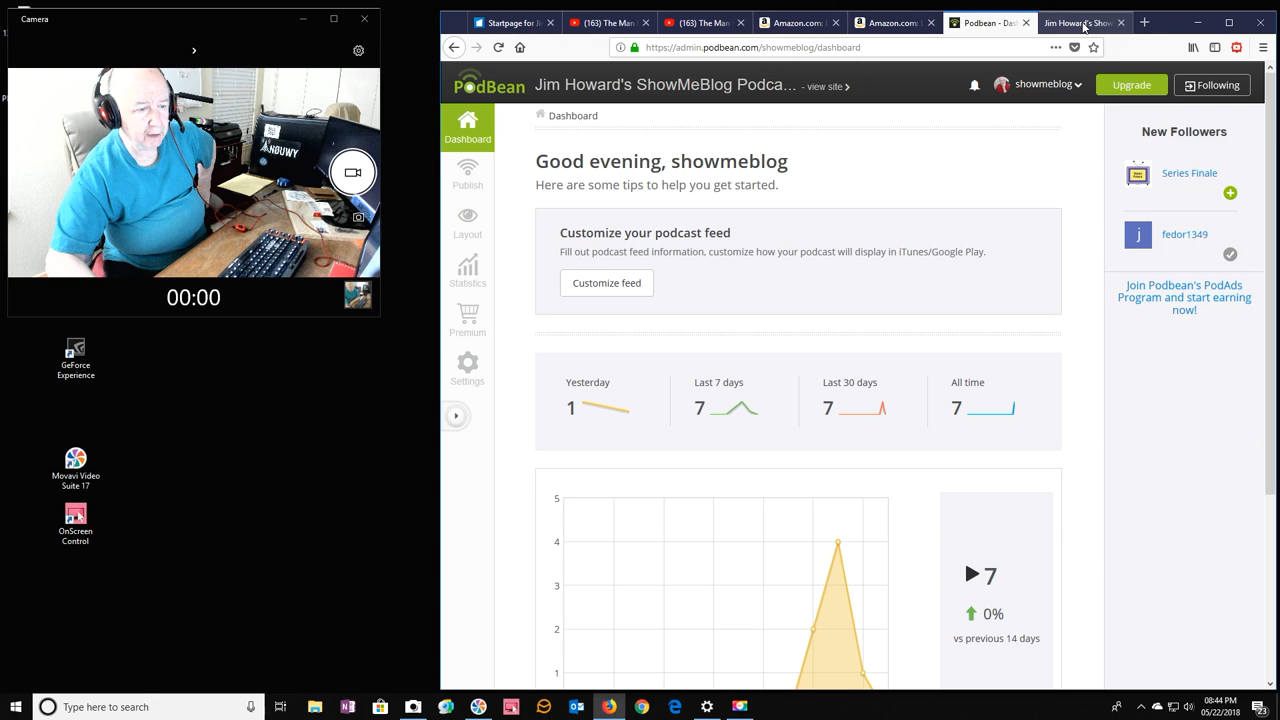 Camera
00:00
GeForce
Experience
Movavi Video
Suite 17
OnScreen
Control
Startpage for Ji
(163) The Man
(163) The Man
Amazon.com:
Amazon.com:
Podbean - Das
Jim Howard's Show
https://admin.podbean.com/showmeblog/dashboard
PodBean
Jim Howard's ShowMeBlog Podca... - view site
showmeblog
Upgrade
Following
Dashboard
Publish
Layout
Statistics
Premium
Settings
Dashboard
Good evening, showmeblog
Here are some tips to help you get started.
Customize your podcast feed
Fill out podcast feed information, customize how your podcast will display in iTunes/Google Play.
Customize feed
Yesterday
1
Last 7 days
7
Last 30 days
7
All time
7
5
4
3
2
1
7
0%
vs previous 14 days
New Followers
Series Finale
j fedor1349
Join Podbean's PodAds
Program and start earning
now!
Type here to search
08:44 PM
05/22/2018
23